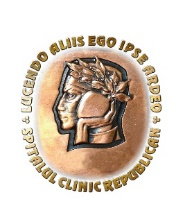 LUCENDO ALIIS EGO IPSE ARDEO
SPITALUL CLINIC REPUBLICAN